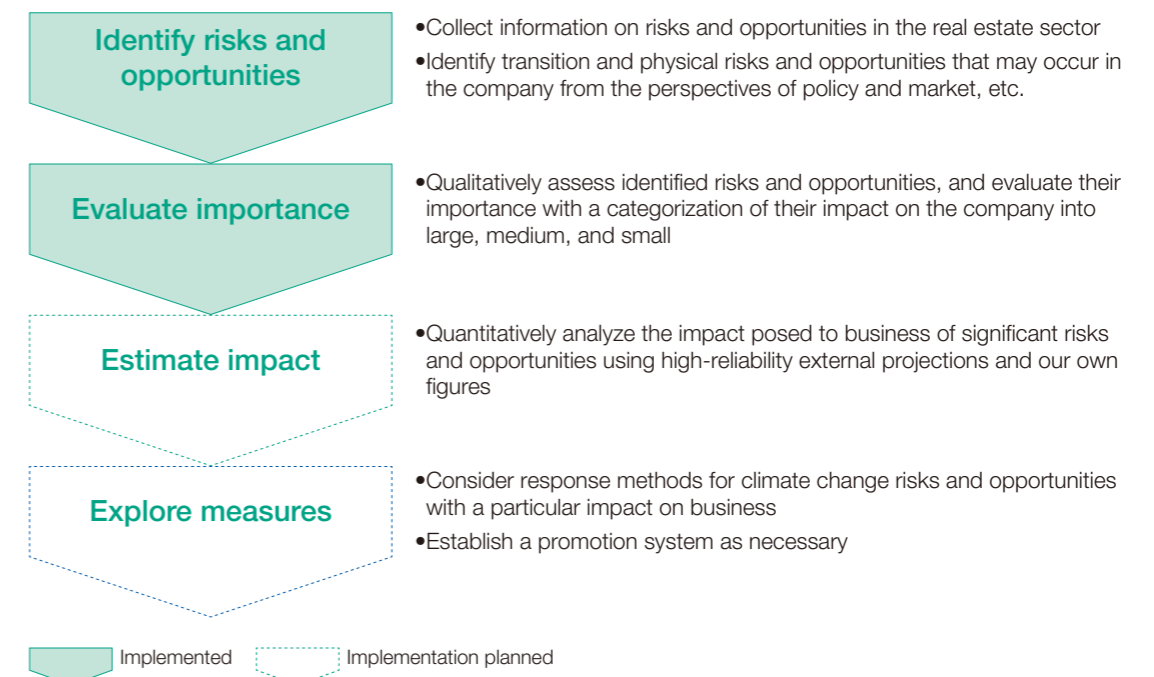 Identify risks and
opportunities
•Collect information on risks and opportunities in the real estate sector
•Identify transition and physical risks and opportunities that may occur in
the company from the perspectives of policy and market, etc.
Evaluate importance
•Qualitatively assess identified risks and opportunities, and evaluate their
importance with a categorization of their impact on the company into
large, medium, and small
Estimate impact
•Quantitatively analyze the impact posed to business of significant risks
and opportunities using high-reliability external projections and our own
figures
Explore measures
•Consider response methods for climate change risks and opportunities
with a particular impact on business
•Establish a promotion system as necessary
Implemented
Implementation planned